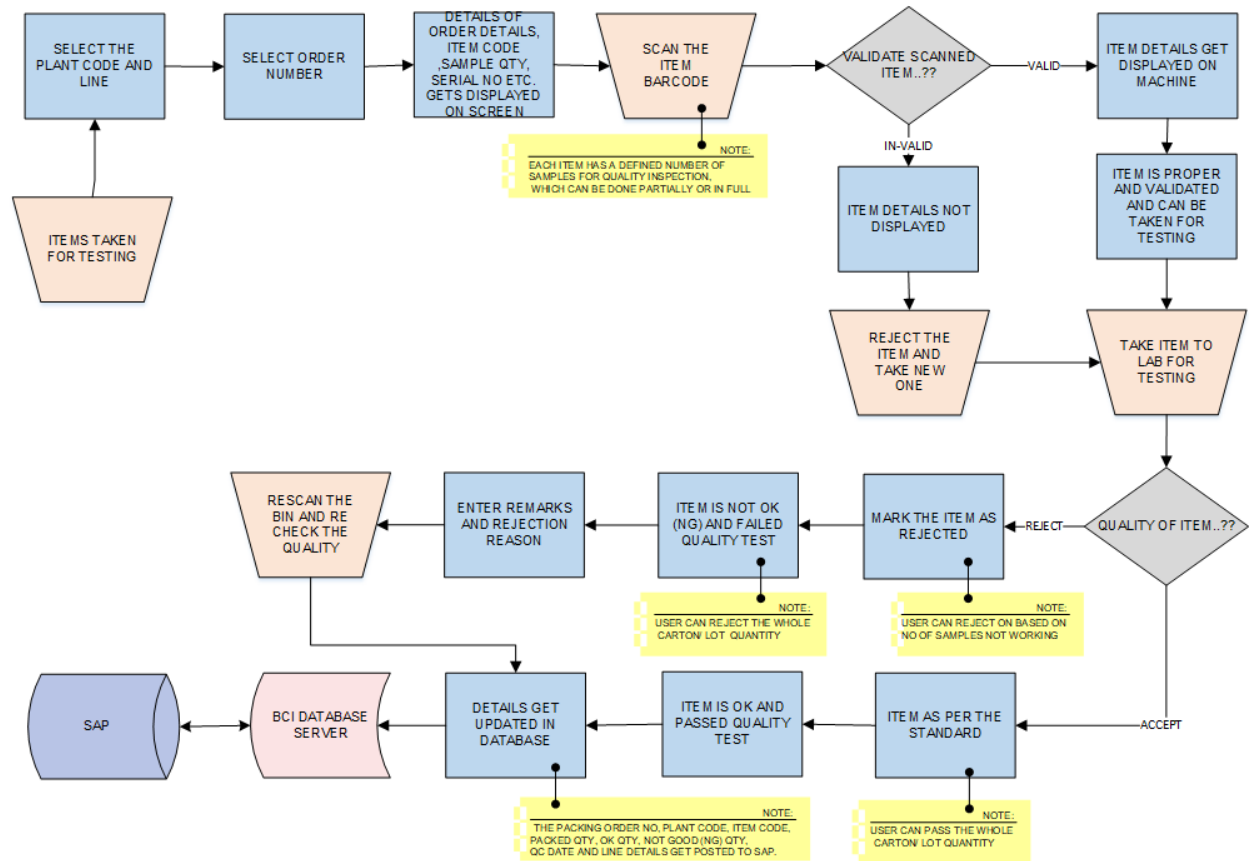 SELECT THE
PLANT CODE AND
LINE
SELECT ORDER
NUMBER
DETAILS OF
ORDER DETAILS,
ITEM CODE
,SAMPLE QTY,
SERIAL NO ETC.
GETS DISPLAYED
ON SCREEN
SCAN THE
ITEM
BARCODE
VALIDATE SCANNED
ITEM..??
VALID
ITEM DETAILS GET
DISPLAYED ON
MACHINE
NOTE:
EACH ITEM HAS A DEFINED NUMBER OF
SAMPLES FOR QUALITY INSPECTION,
WHICH CAN BE DONE PARTIALLY OR IN FULL
IN-VALID
ITEMS TAKEN
FOR TESTING
ITEM DETAILS NOT
DISPLAYED
ITEM IS PROPER
AND VALIDATED
AND CAN BE
TAKEN FOR
TESTING
REJECT THE
ITEM AND
TAKE NEW
ONE
TAKE ITEM TO
LAB FOR
TESTING
RESCAN THE
BIN AND RE
CHECK THE
QUALITY
ENTER REMARKS
AND REJECTION
REASON
ITEM IS NOT OK
(NG) AND FAILED
QUALITY TEST
MARK THE ITEM AS
REJECTED
REJECT
QUALITY OF ITEM..??
NOTE:
USER CAN REJECT THE WHOLE
CARTON/ LOT QUANTITY
NOTE:
USER CAN REJECT ON BASED ON
NO OF SAMPLES NOT WORKING
SAP
BCI DATABASE
SERVER
DETAILS GET
UPDATED IN
DATABASE
ITEM IS OK AND
PASSED QUALITY
TEST
ITEM AS PER THE
STANDARD
ACCEPT
NOTE:
THE PACKING ORDER NO, PLANT CODE, ITEM CODE,
PACKED QTY, OK QTY, NOT GOOD (NG) QTY,
QC DATE AND LINE DETAILS GET POSTED TO SAP.
NOTE:
USER CAN PASS THE WHOLE
CARTON/ LOT QUANTITY